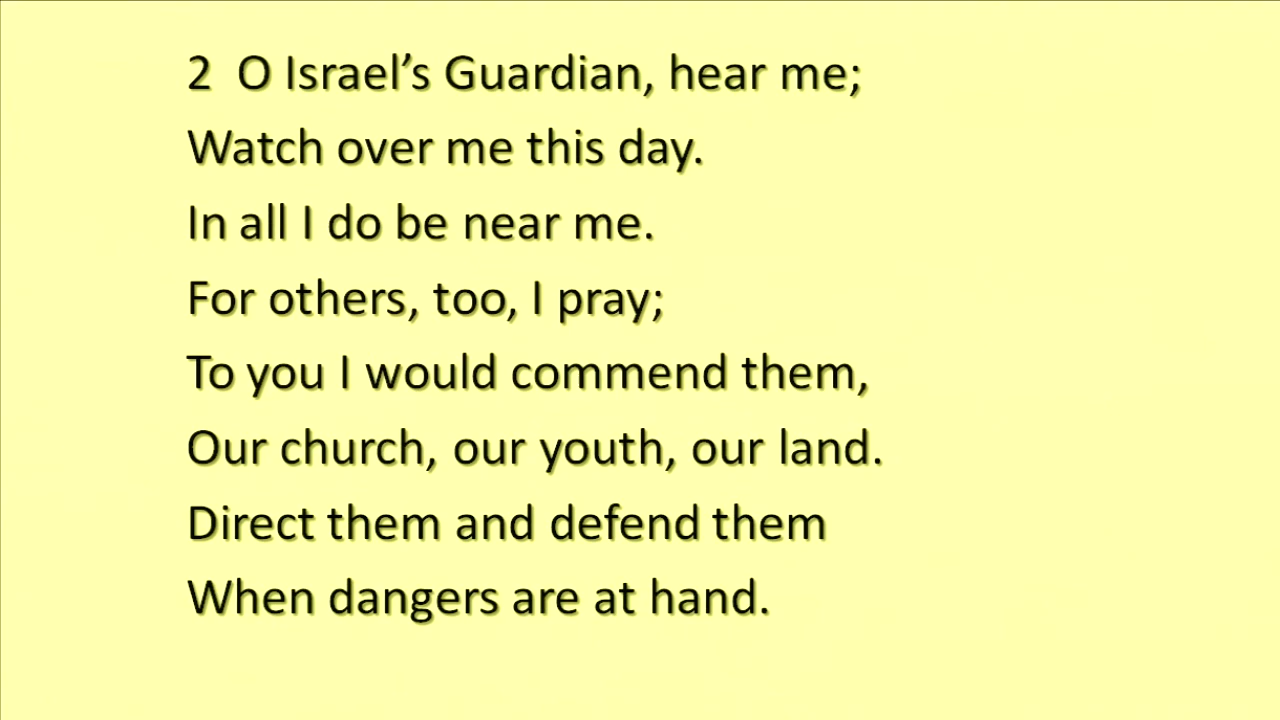 2  O Israel’s Guardian, hear me;
Watch over me this day.
In all I do be near me.
For others, too, I pray;
To you I would commend them,
Our church, our youth, our land.
Direct them and defend them
When dangers are at hand.